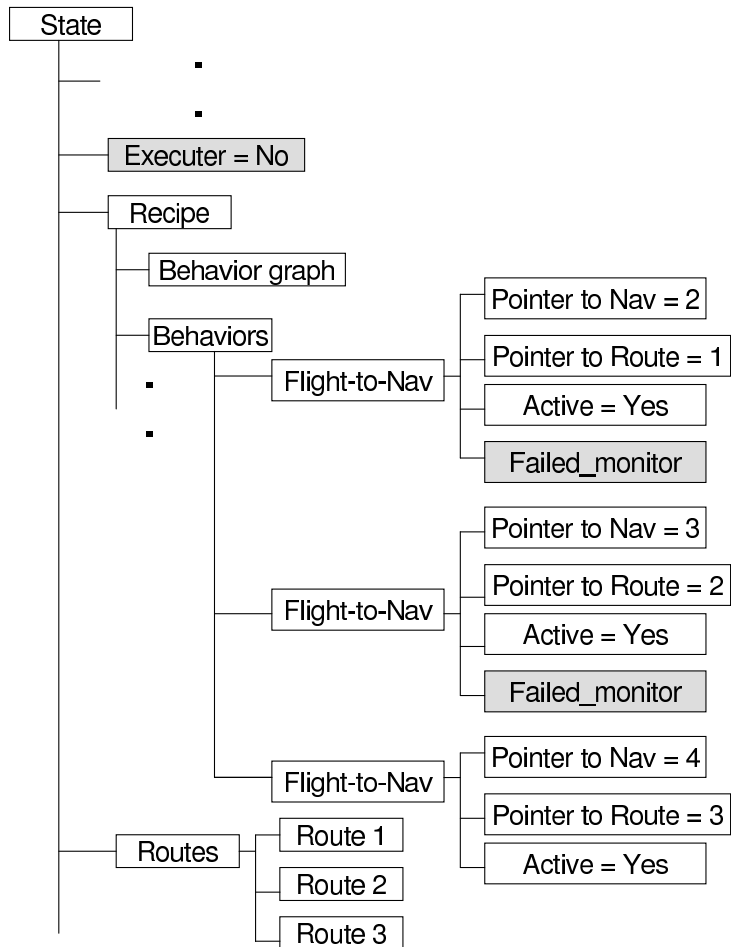 State
Executer = No
Recipe
Behavior graph
Behaviors
Flight-to-Nav
Pointer to Nav = 2
Pointer to Route = 1
Active = Yes
Failed_monitor
Flight-to-Nav
Pointer to Nav = 3
Pointer to Route = 2
Active = Yes
Failed_monitor
Flight-to-Nav
Pointer to Nav = 4
Pointer to Route = 3
Active = Yes
Routes
Route 1
Route 2
Route 3